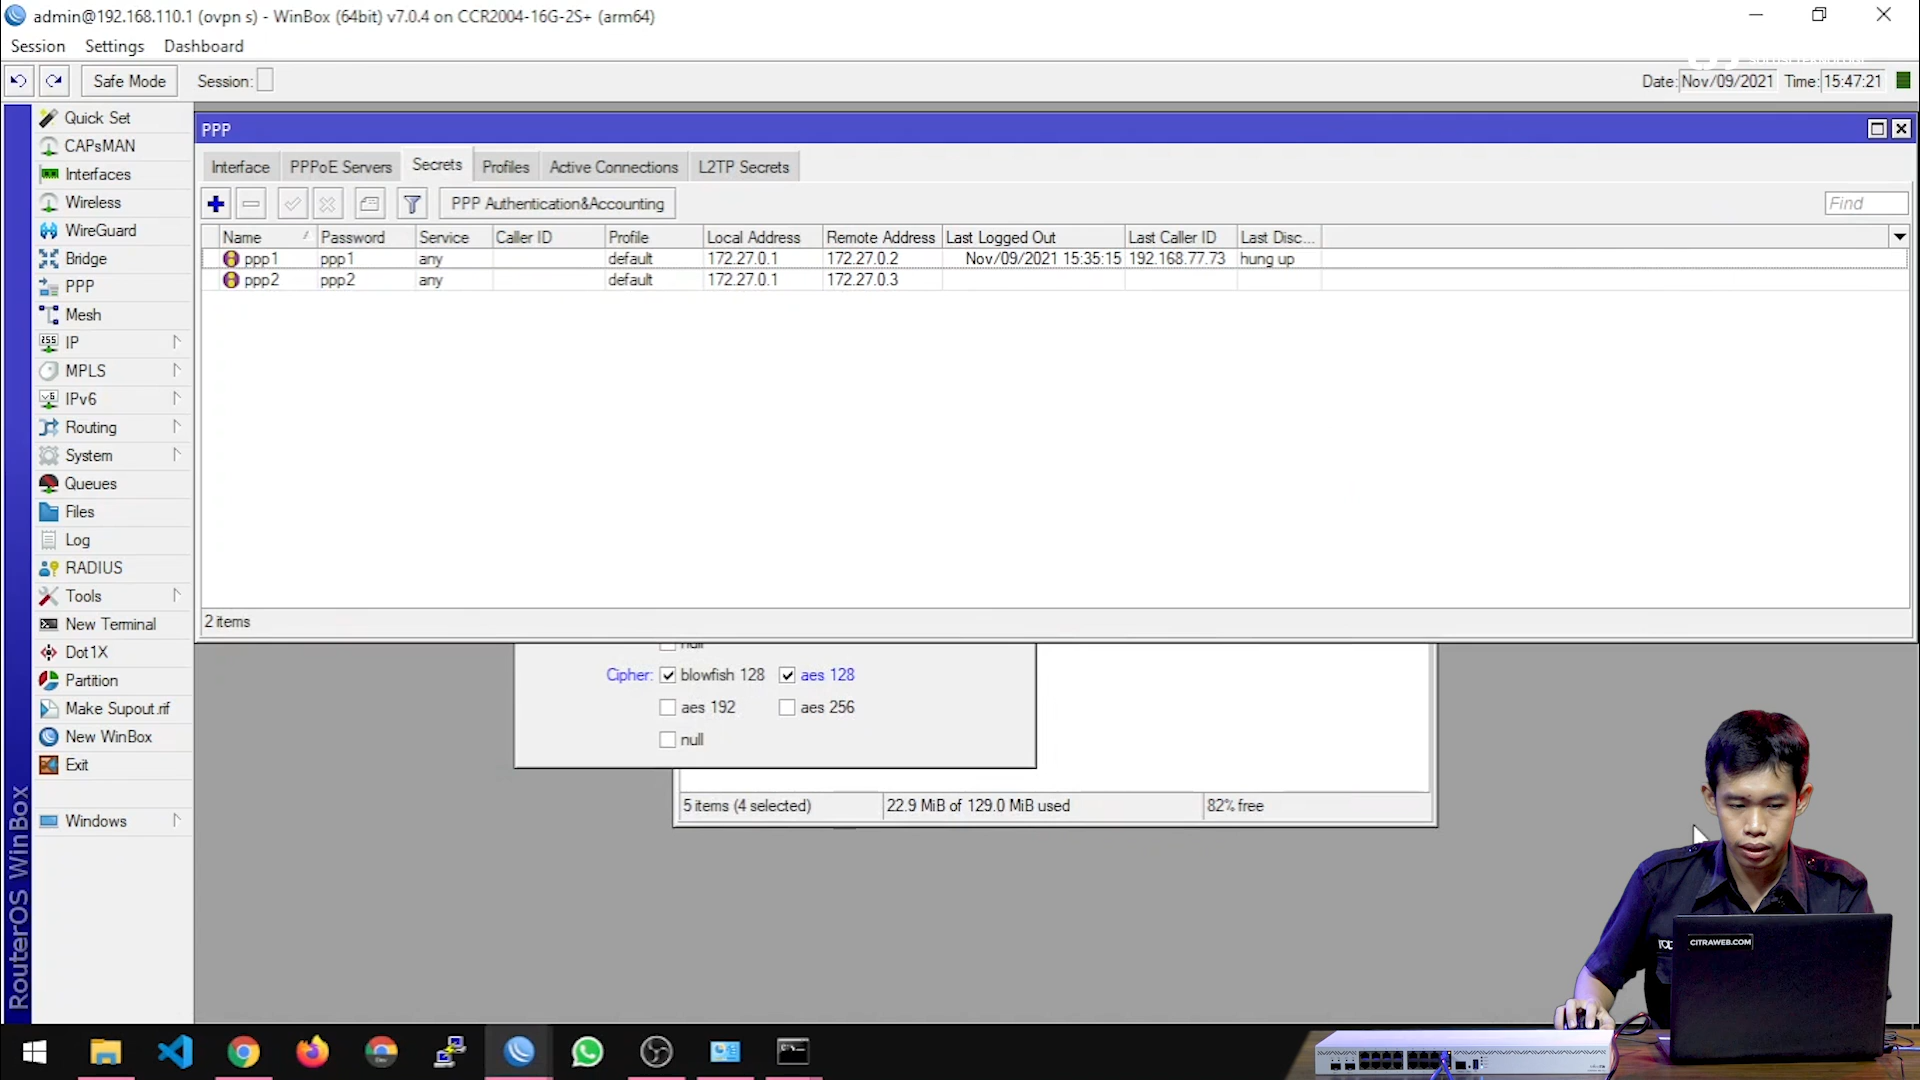 admin@192.168.110.1 (ovpn s) - WinBox (64bit) v7.0.4 on CCR2004-16G-2S+ (arm64)
Session Settings Dashboard
Safe Mode Session: Date: Nov/09/2021 Time: 15:47:21
Quick Set
CAPsMAN
Interfaces
Wireless
WireGuard
Bridge
PPP
Mesh
IP
MPLS
IPv6
Routing
System
Queues
Files
Log
RADIUS
Tools
New Terminal
Dot1X
Partition
Make Supout.rif
New WinBox
Exit
Windows
RouterOS WinBox
PPP
Interface PPPoE Servers Secrets Profiles Active Connections L2TP Secrets
PPP Authentication&Accounting Find
Name Password Service Caller ID Profile Local Address Remote Address Last Logged Out Last Caller ID Last Disc...
ppp1 ppp1 any default 172.27.0.1 172.27.0.2 Nov/09/2021 15:35:15 192.168.77.73 hung up
ppp2 ppp2 any default 172.27.0.1 172.27.0.3
2 items
null
Cipher: blowfish 128 aes 128
aes 192 aes 256
null
5 items (4 selected) 22.9 MiB of 129.0 MiB used 82% free
CITRAWEB.COM